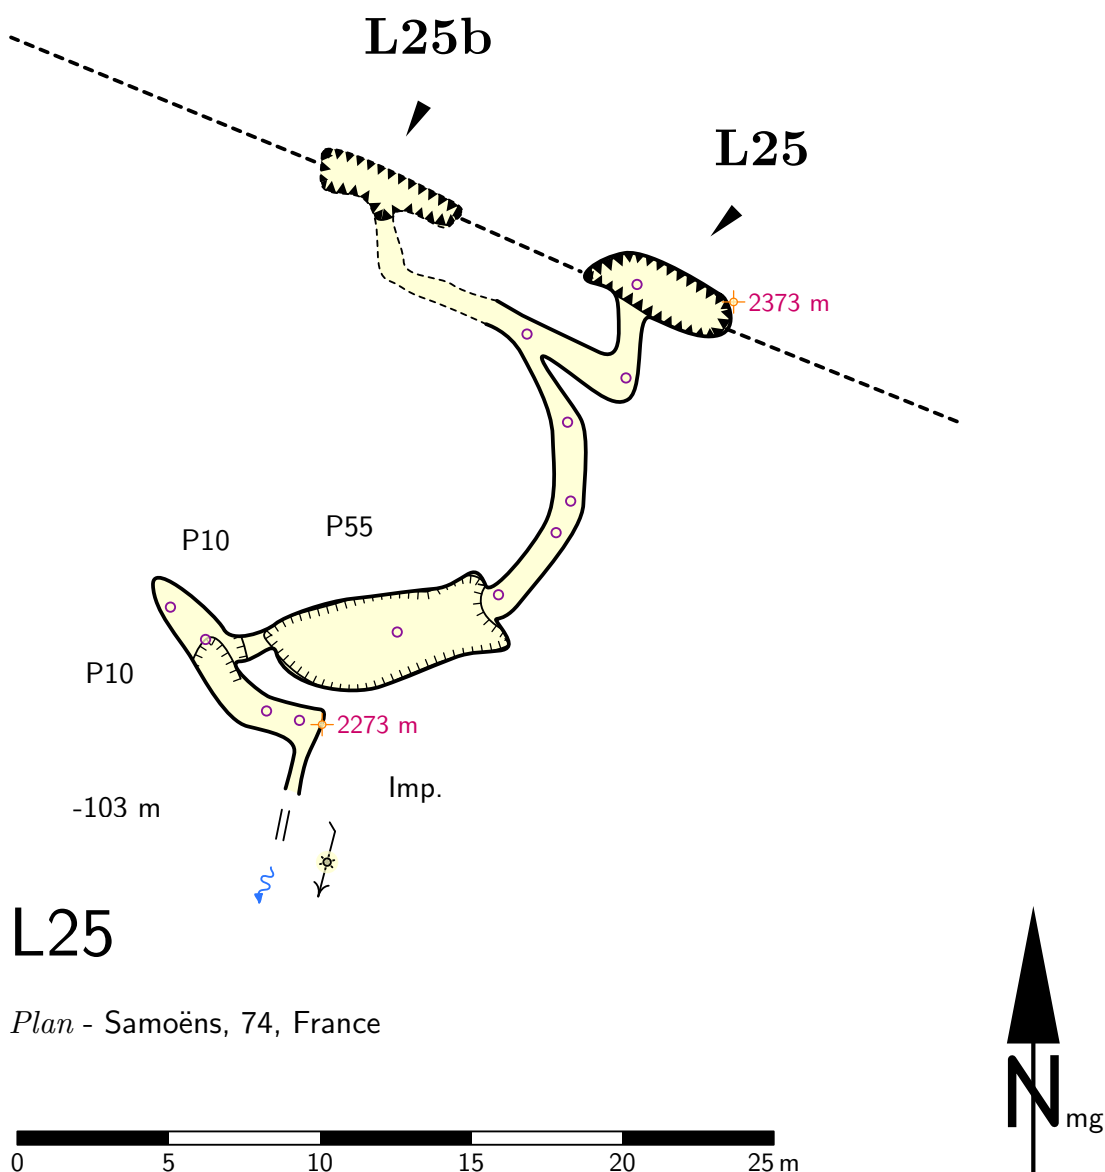 L25b
L25
2373 m
P55
P10
P10
2273 m
Imp.
-103 m
L25
Plan - Samoëns, 74, France
N
mg
0 5 10 15 20 25 m